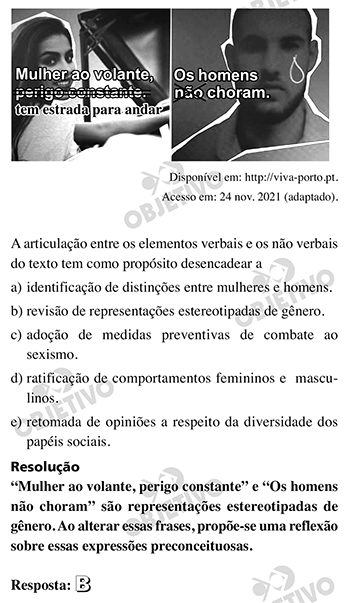 Mulher ao volante,
perigo constante.
tem estrada para andar
Os homens
não choram.
Disponível em: http://viva-porto.pt.
Acesso em: 24 nov. 2021 (adaptado).
A articulação entre os elementos verbais e os não verbais
do texto tem como propósito desencadear a
a) identificação de distinções entre mulheres e homens.
b) revisão de representações estereotipadas de gênero.
c) adoção de medidas preventivas de combate ao
sexismo.
d) ratificação de comportamentos femininos e mascu-
linos.
e) retomada de opiniões a respeito da diversidade dos
papéis sociais.
Resolução
“Mulher ao volante, perigo constante” e “Os homens
não choram” são representações estereotipadas de
gênero. Ao alterar essas frases, propõe-se uma reflexão
sobre essas expressões preconceituosas.
Resposta: B
OBJETIVO
OBJETIVO
OBJETIVO
OBJETIVO
OBJETIVO